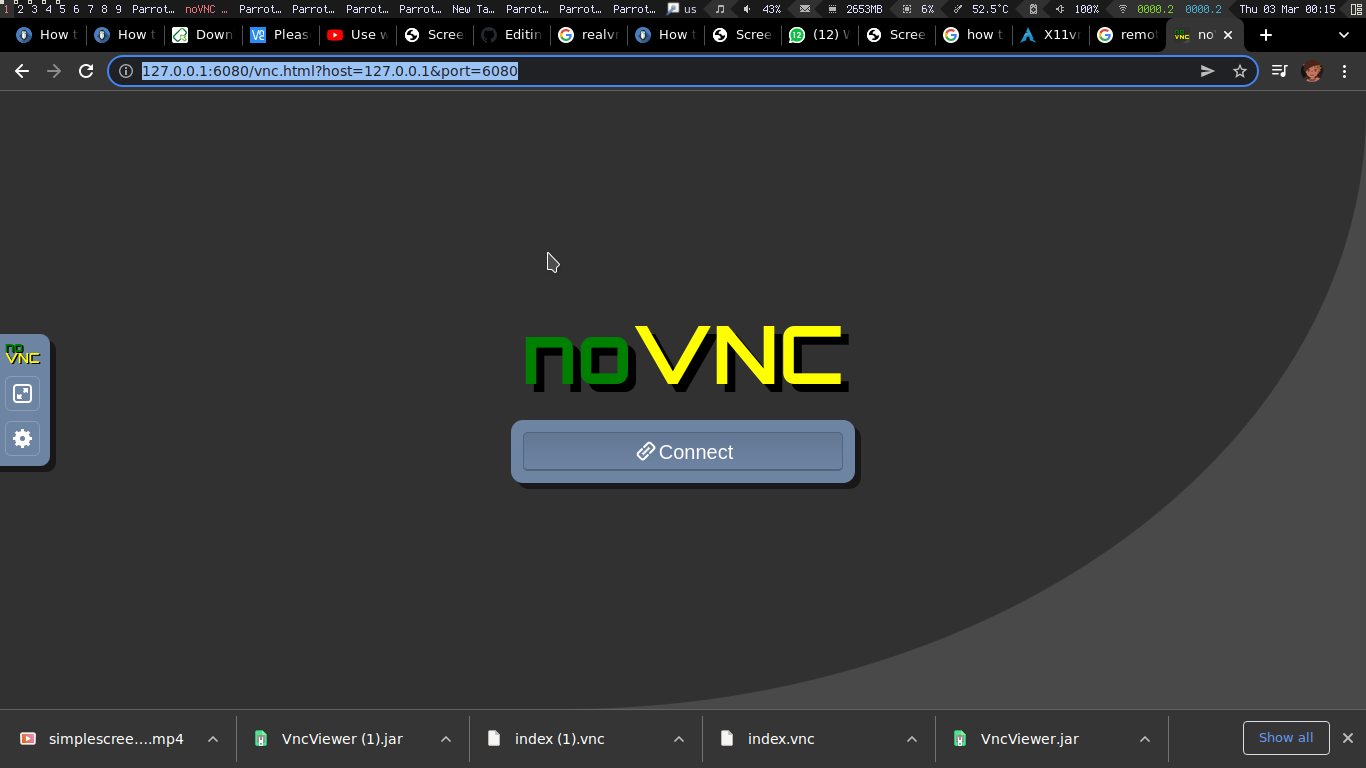 1 2 3 4 5 6 7 8 9 Parrot… noVNC … Parrot… Parrot… Parrot… Parrot… New Ta… Parrot… Parrot… Parrot… us 43% 2653MB 6% 52.5°C 100% 0000.2 0000.2 Thu 03 Mar 00:15
How t How t Down Pleas Use w Scree Editin realvn How t Scree (12) W Scree how t X11v remo no
127.0.0.1:6080/vnc.html?host=127.0.0.1&port=6080
no
VNC
noVNC
Connect
simplescree….mp4 VncViewer (1).jar index (1).vnc index.vnc VncViewer.jar Show all